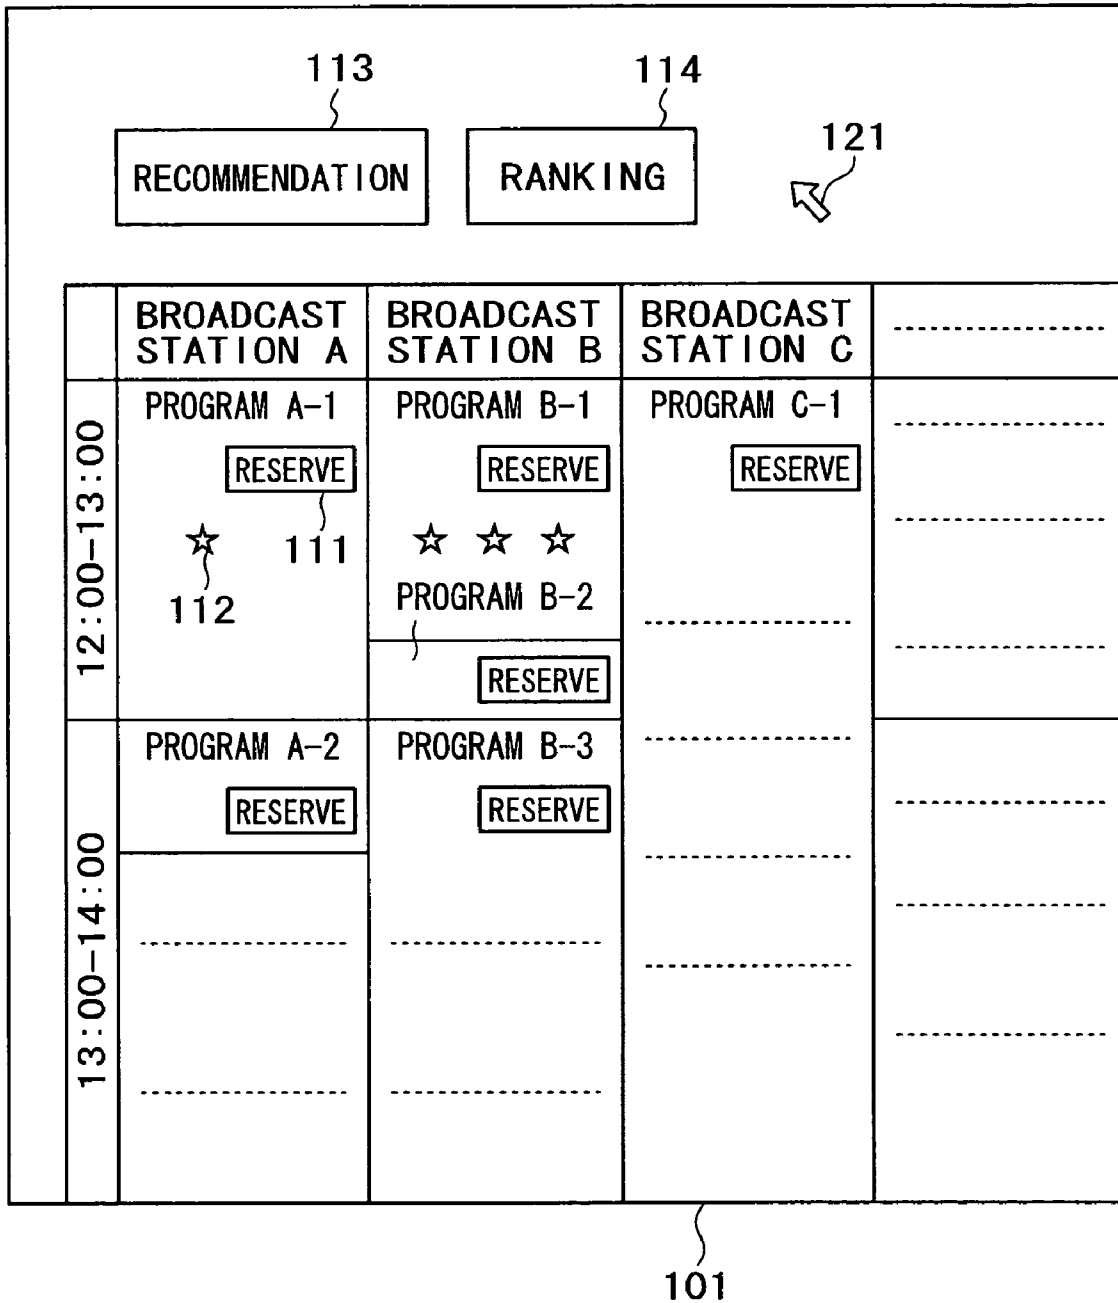 113
114
121
RECOMMENDATION
RANKING
BROADCAST
STATION A
BROADCAST
STATION B
BROADCAST
STATION C
12:00-13:00
PROGRAM A-1
PROGRAM B-1
PROGRAM C-1
RESERVE
RESERVE
RESERVE
111
112
PROGRAM B-2
RESERVE
13:00-14:00
PROGRAM A-2
PROGRAM B-3
RESERVE
RESERVE
101